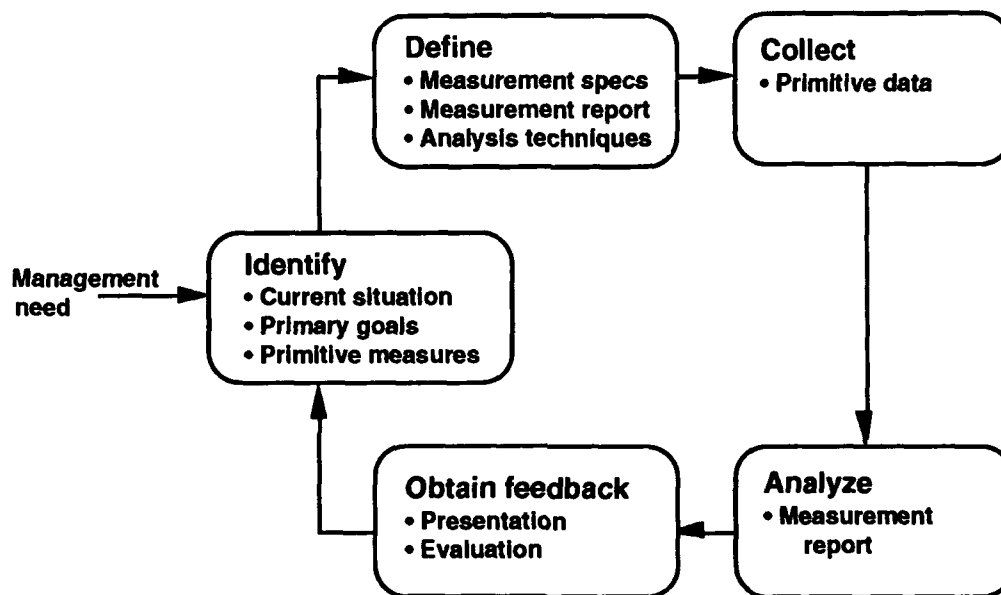 Define
• Measurement specs
• Measurement report
• Analysis techniques
Collect
• Primitive data
Management
need
Identify
• Current situation
• Primary goals
• Primitive measures
Obtain feedback
• Presentation
• Evaluation
Analyze
• Measurement
report